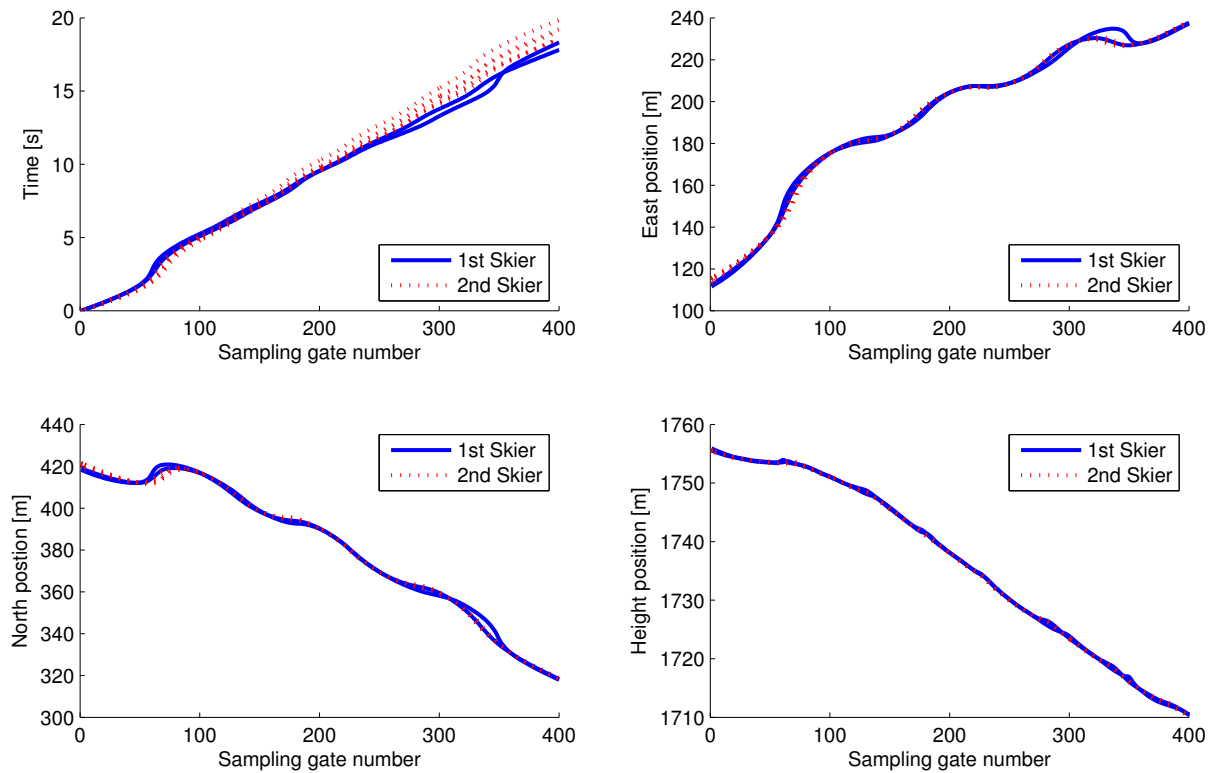 20
15
10
5
0
0 100 200 300 400
Time [s]
Sampling gate number
1st Skier
2nd Skier
240
220
200
180
160
140
120
100
0 100 200 300 400
East position [m]
Sampling gate number
1st Skier
2nd Skier
440
420
400
380
360
340
320
300
0 100 200 300 400
North postion [m]
Sampling gate number
1st Skier
2nd Skier
1760
1750
1740
1730
1720
1710
0 100 200 300 400
Height position [m]
Sampling gate number
1st Skier
2nd Skier